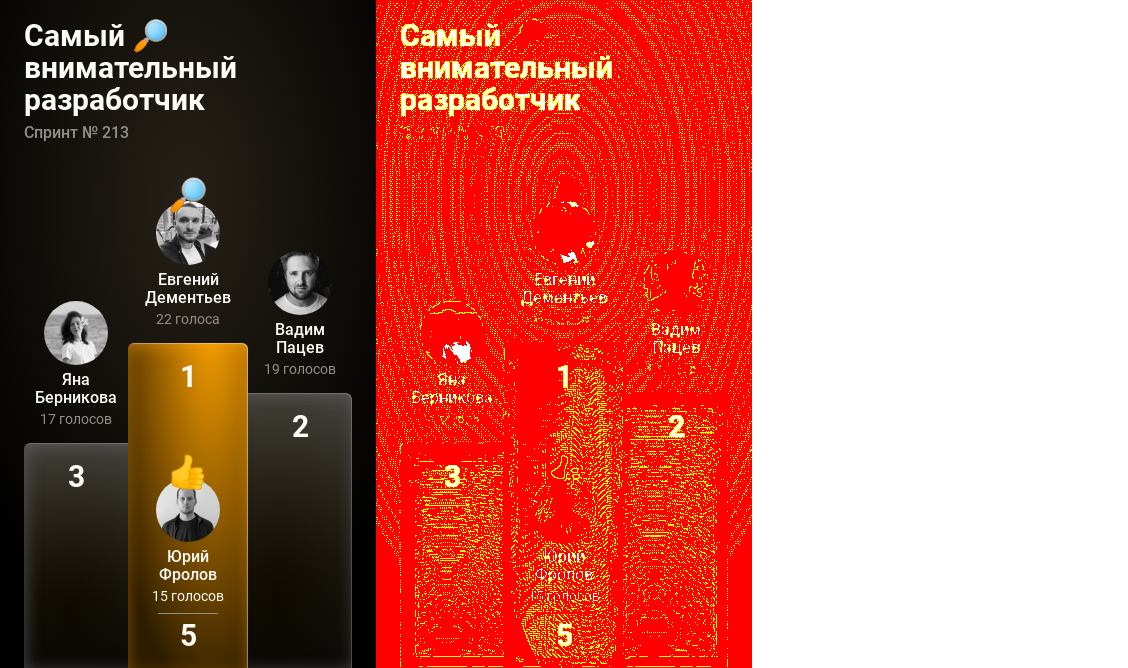 Самый 🔎
внимательный
разработчик
Спринт № 213
Евгений
Дементьев
22 голоса
Вадим
Пацев
19 голосов
Яна
Берникова
17 голосов
1
2
3
Юрий
Фролов
15 голосов
5
Самый
внимательный
разработчик
Евгений
Дементьев
Вадим
Пацев
Яна
Берникова
1
2
3
Юрий
Фролов
15 голосов
5